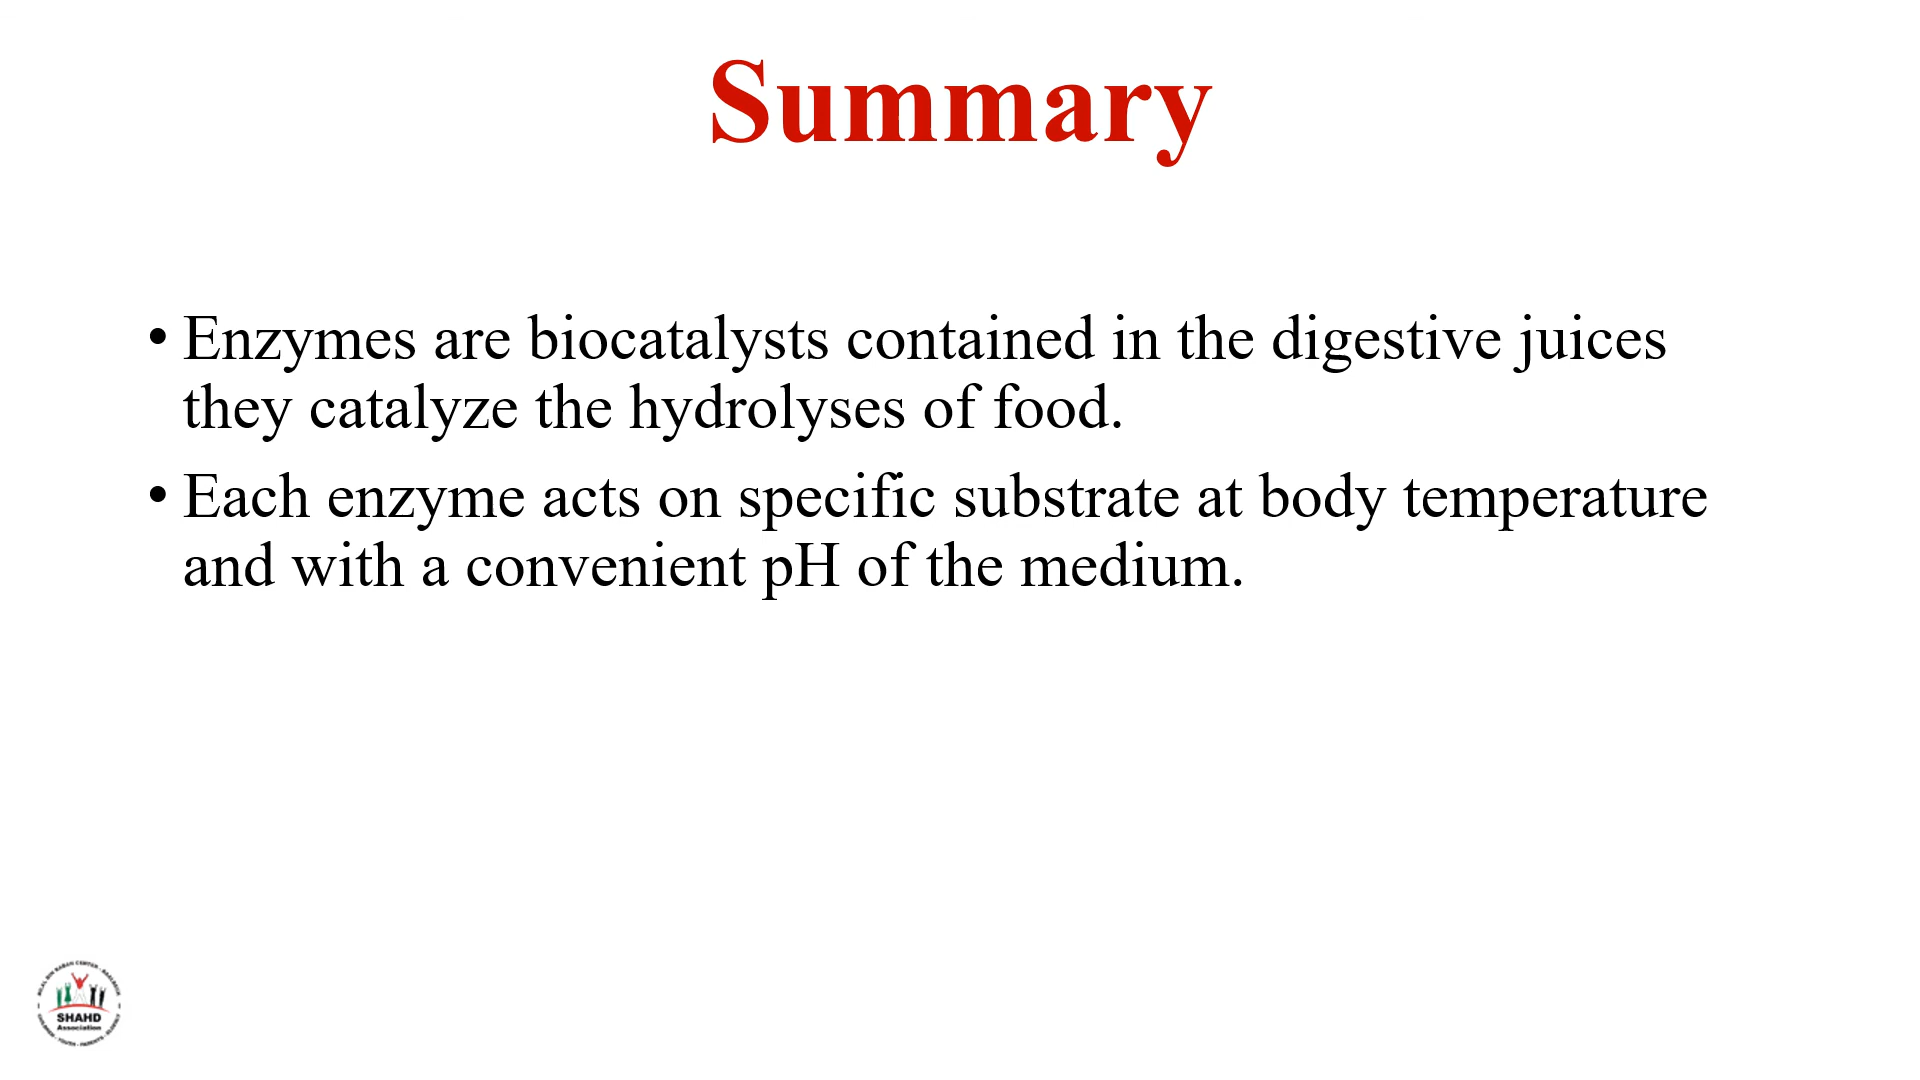 Summary
• Enzymes are biocatalysts contained in the digestive juices
they catalyze the hydrolyses of food.
• Each enzyme acts on specific substrate at body temperature
and with a convenient pH of the medium.
SHAHD
Association